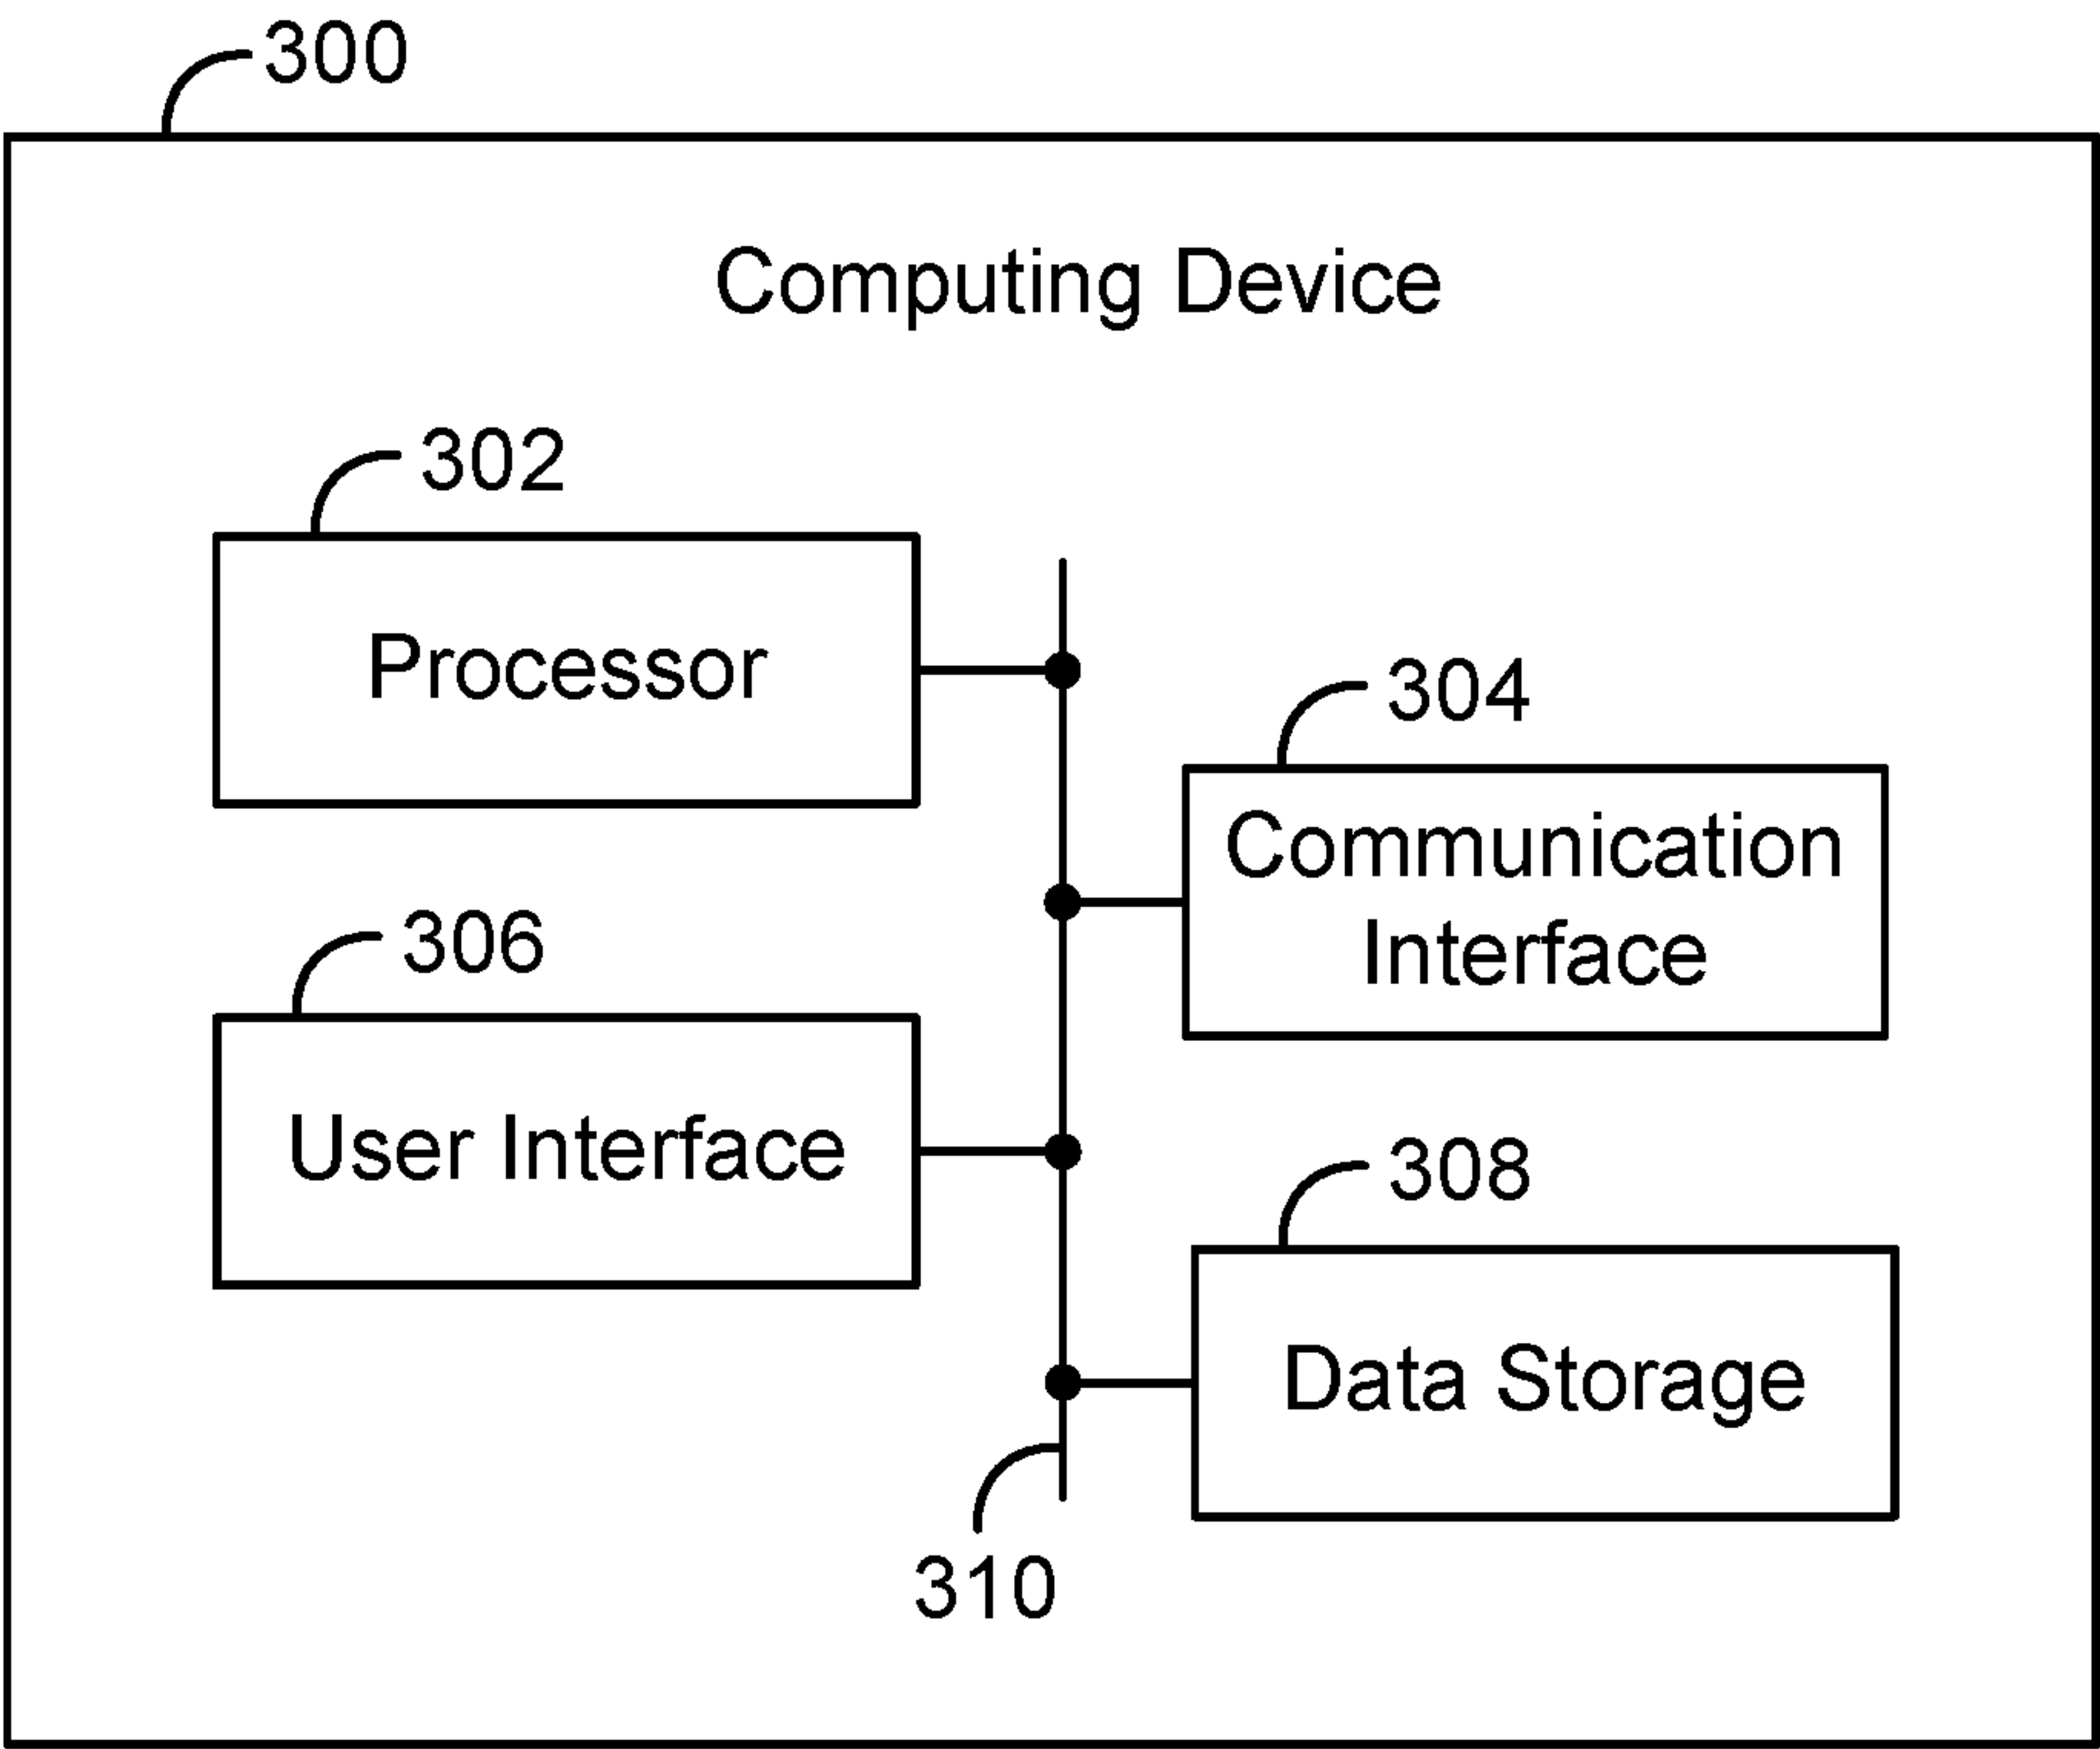 300
Computing Device
302
Processor
304
Communication
Interface
306
User Interface
308
Data Storage
310